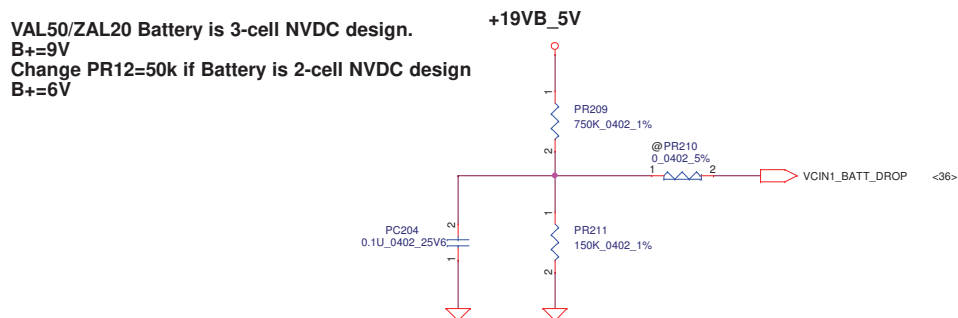 VAL50/ZAL20 Battery is 3-cell NVDC design.
B+=9V
Change PR12=50k if Battery is 2-cell NVDC design
B+=6V
+19VB_5V
1
PR209
750K_0402_1%
2
@PR210
0_0402_5%
1 2
VCIN1_BATT_DROP <36>
2
PC204
0.1U_0402_25V6
1
1
PR211
150K_0402_1%
2